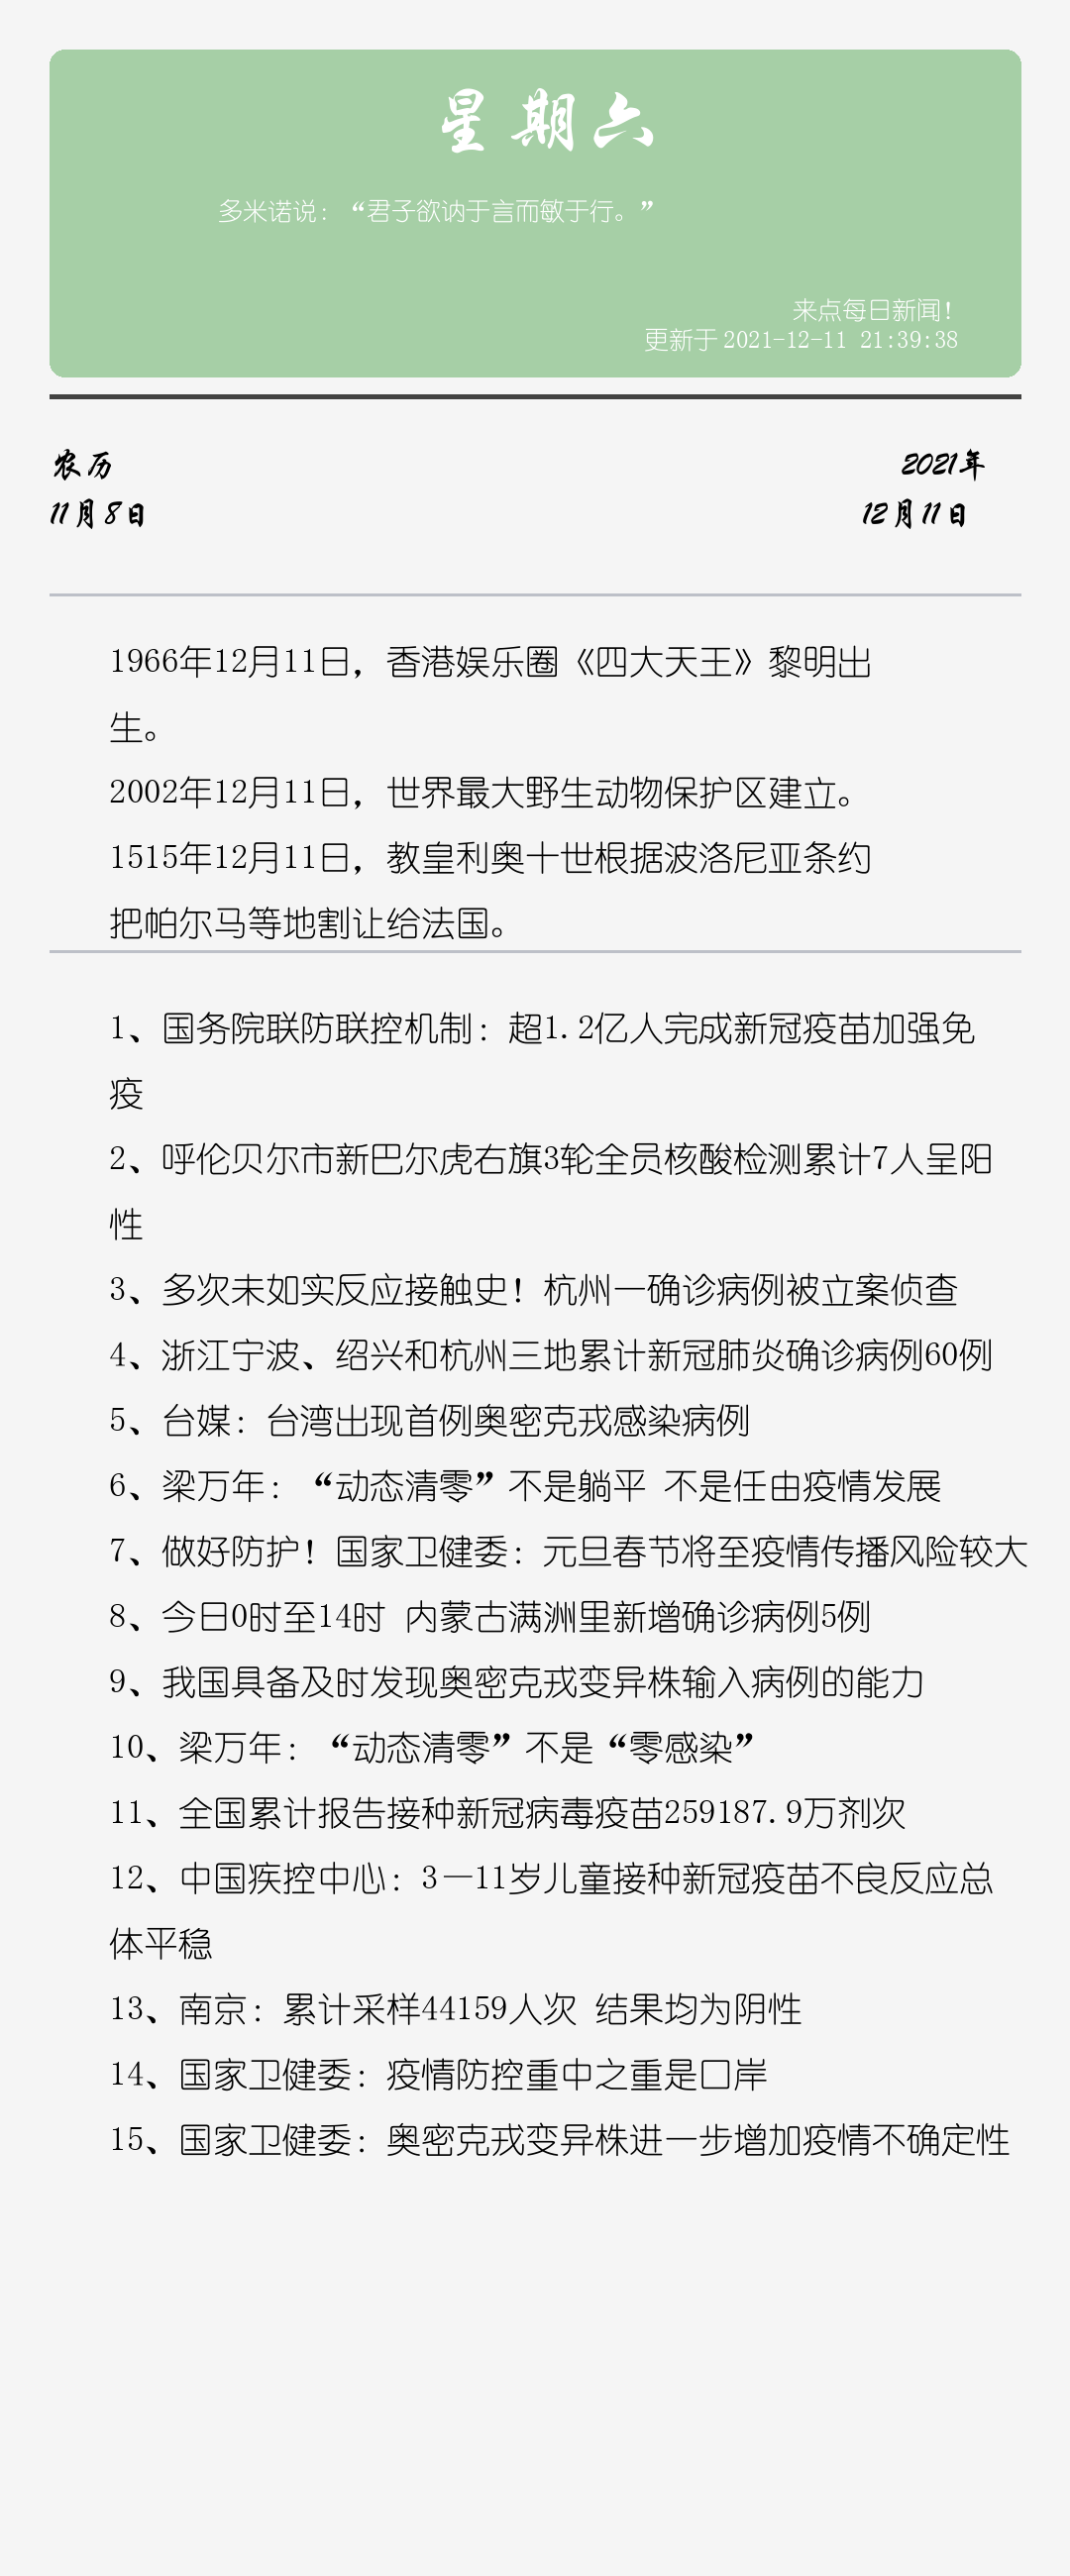 星期六
多米诺说：“君子欲讷于言而敏于行。”
来点每日新闻！
更新于 2021-12-11 21:39:38
农历
2021年
11月8日
12月11日
1966年12月11日，香港娱乐圈《四大天王》黎明出
生。
2002年12月11日，世界最大野生动物保护区建立。
1515年12月11日，教皇利奥十世根据波洛尼亚条约
把帕尔马等地割让给法国。
1、国务院联防联控机制：超1.2亿人完成新冠疫苗加强免
疫
2、呼伦贝尔市新巴尔虎右旗3轮全员核酸检测累计7人呈阳
性
3、多次未如实反应接触史！杭州一确诊病例被立案侦查
4、浙江宁波、绍兴和杭州三地累计新冠肺炎确诊病例60例
5、台媒：台湾出现首例奥密克戎感染病例
6、梁万年：“动态清零”不是躺平 不是任由疫情发展
7、做好防护！国家卫健委：元旦春节将至疫情传播风险较大
8、今日0时至14时 内蒙古满洲里新增确诊病例5例
9、我国具备及时发现奥密克戎变异株输入病例的能力
10、梁万年：“动态清零”不是“零感染”
11、全国累计报告接种新冠病毒疫苗259187.9万剂次
12、中国疾控中心：3—11岁儿童接种新冠疫苗不良反应总
体平稳
13、南京：累计采样44159人次 结果均为阴性
14、国家卫健委：疫情防控重中之重是口岸
15、国家卫健委：奥密克戎变异株进一步增加疫情不确定性